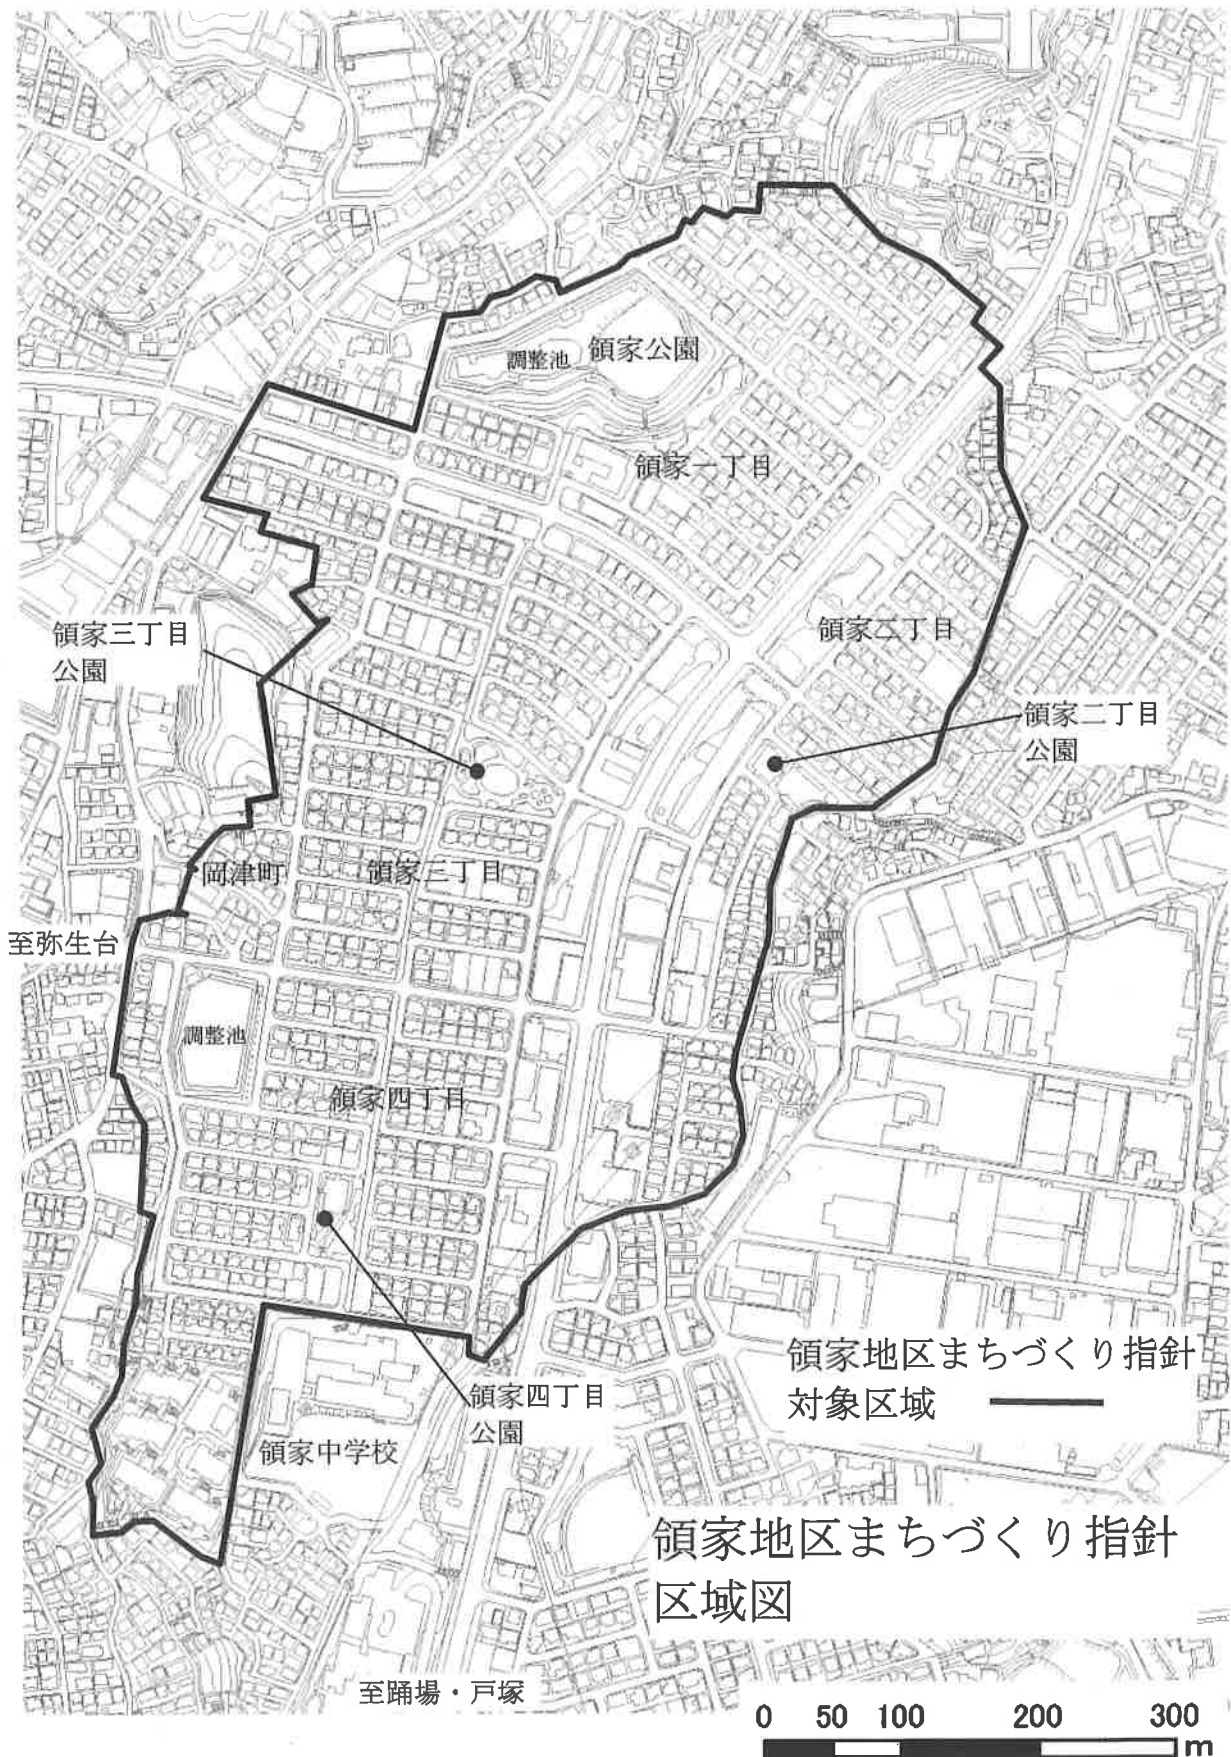 調整池
領家公園
領家一丁目
領家三丁目
公園
領家二丁目
領家二丁目
公園
岡津町
領家三丁目
至弥生台
調整池
領家四丁目
領家地区まちづくり指針
対象区域
領家四丁目
公園
領家中学校
領家地区まちづくり指針
区域図
至踊場・戸塚
0 50 100 200 300
m